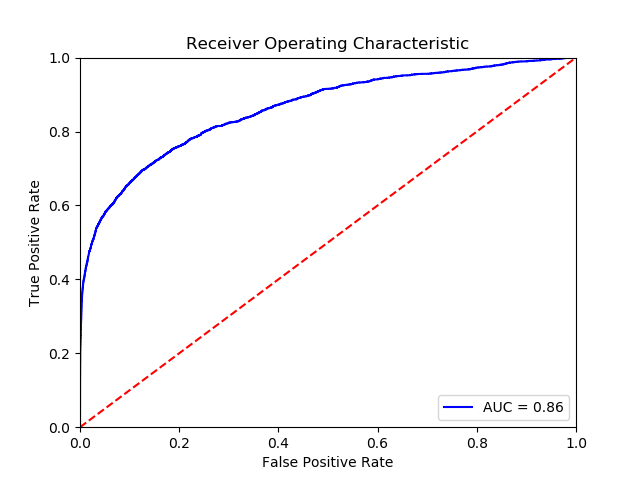 Receiver Operating Characteristic
1.0
0.8
0.6
0.4
0.2
0.0
True Positive Rate
AUC = 0.86
0.0 0.2 0.4 0.6 0.8 1.0
False Positive Rate